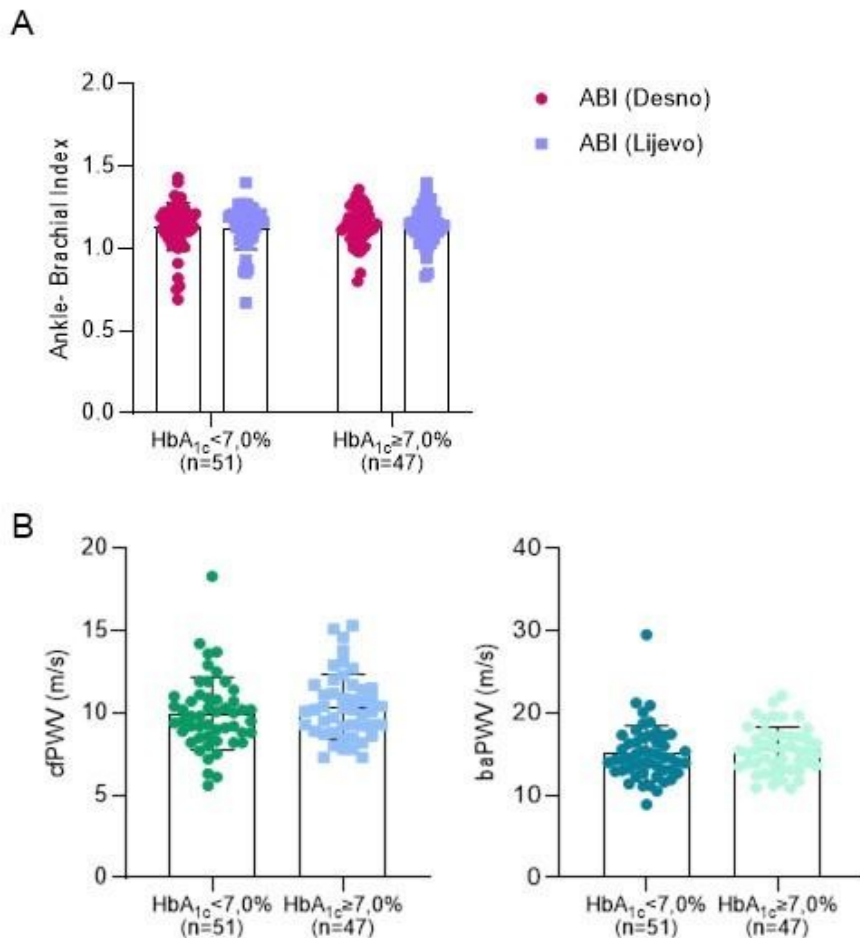 A
2.0
1.5
1.0
0.5
0.0
Ankle- Brachial Index
ABI (Desno)
ABI (Lijevo)
HbA1c<7,0%
(n=51)
HbA1c≥7,0%
(n=47)
B
20
15
10
5
0
cfPWV (m/s)
HbA1c<7,0%
(n=51)
HbA1c≥7,0%
(n=47)
40
30
20
10
0
baPWV (m/s)
HbA1c<7,0%
(n=51)
HbA1c≥7,0%
(n=47)